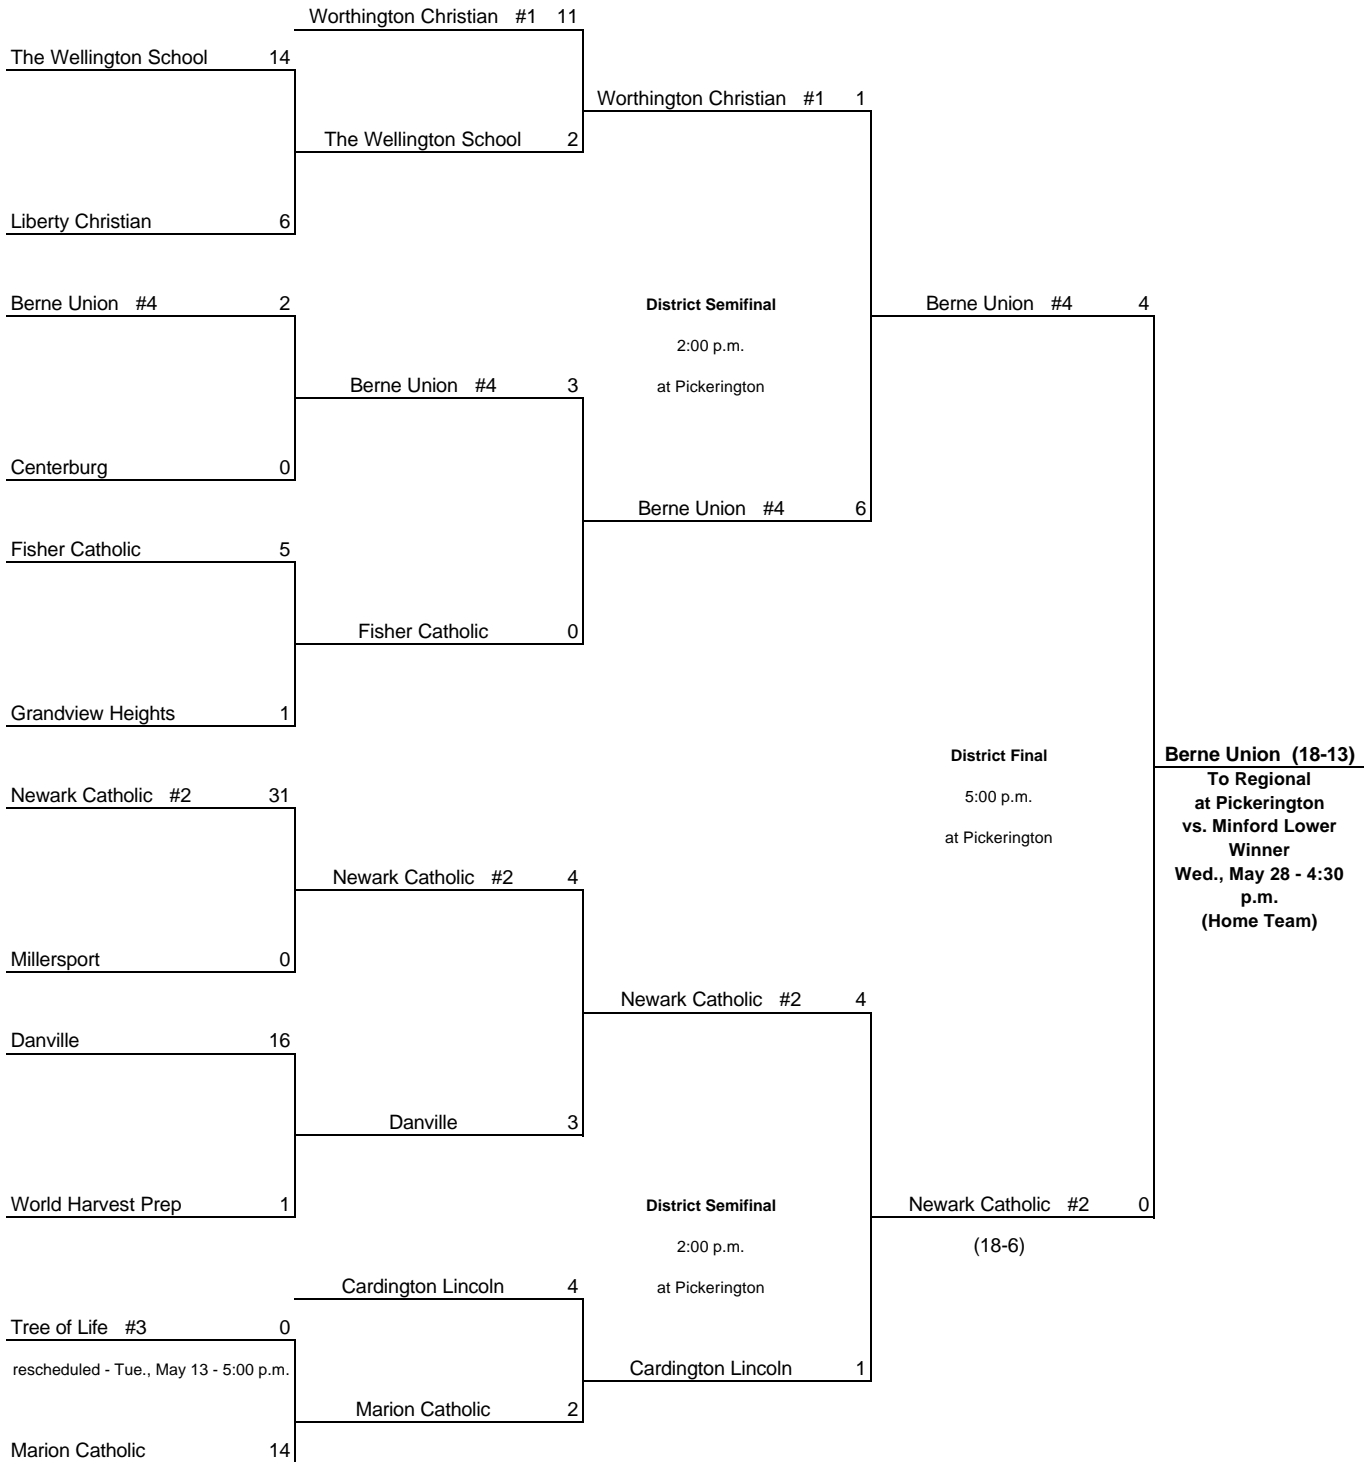 Worthington Christian #1 11
The Wellington School 14
Worthington Christian #1 1
The Wellington School 2
Liberty Christian 6
Berne Union #4 2
District Semifinal
Berne Union #4 4
2:00 p.m.
Berne Union #4 3
at Pickerington
Centerburg 0
Berne Union #4 6
Fisher Catholic 5
Fisher Catholic 0
Grandview Heights 1
District Final
Berne Union (18-13)
To Regional
at Pickerington
vs. Minford Lower
Winner
Wed., May 28 - 4:30
p.m.
(Home Team)
Newark Catholic #2 31
5:00 p.m.
at Pickerington
Newark Catholic #2 4
Millersport 0
Newark Catholic #2 4
Danville 16
Danville 3
World Harvest Prep 1
District Semifinal
Newark Catholic #2 0
2:00 p.m.
(18-6)
Cardington Lincoln 4
at Pickerington
Tree of Life #3 0
rescheduled - Tue., May 13 - 5:00 p.m.
Cardington Lincoln 1
Marion Catholic 2
Marion Catholic 14